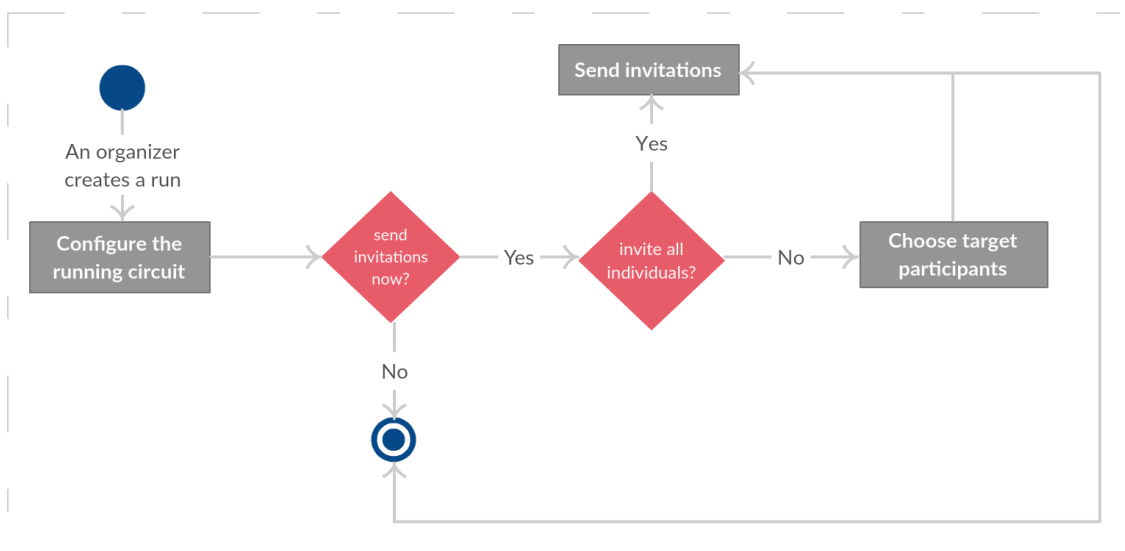 Send invitations
An organizer
creates a run
Yes
Configure the
running circuit
send
invitations
now?
Yes
invite all
individuals?
No
Choose target
participants
No